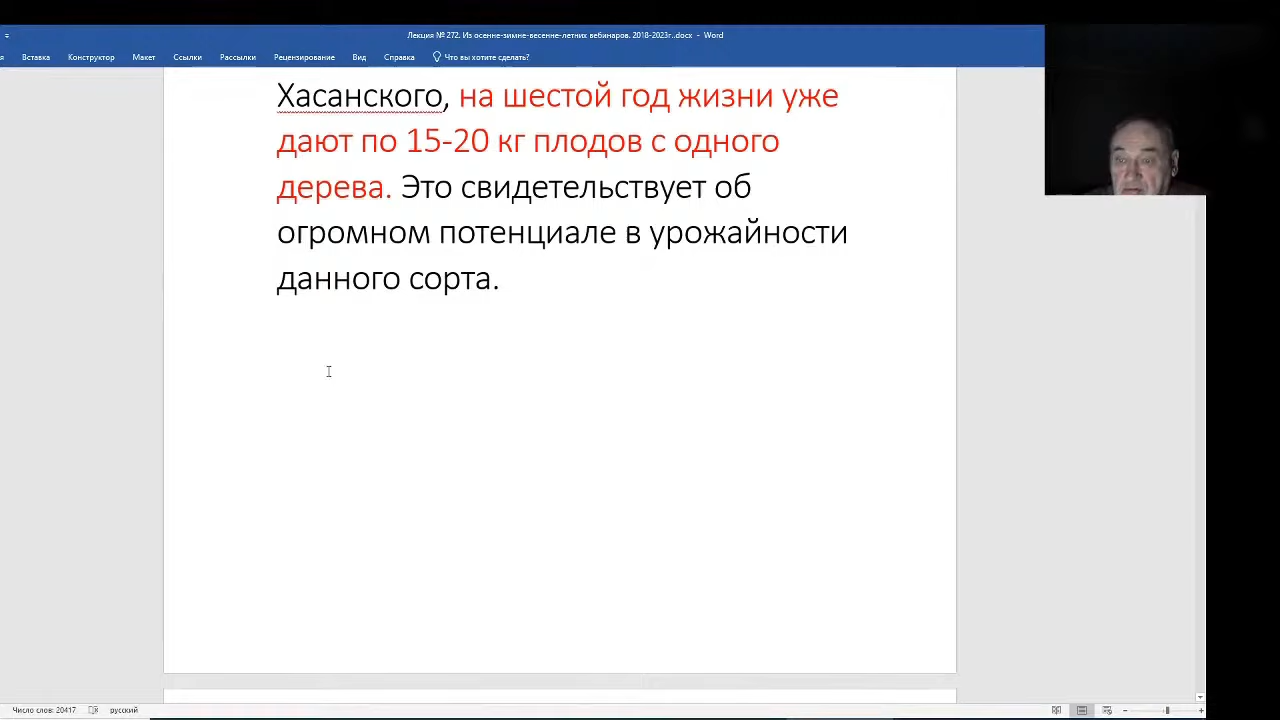 Лекция № 272. Из осенне-зимне-весенне-летних вебинаров. 2018-2023г..docx - Word
Вставка Конструктор Макет Ссылки Рассылки Рецензирование Вид Справка Что вы хотите сделать?
Хасанского, на шестой год жизни уже
дают по 15-20 кг плодов с одного
дерева. Это свидетельствует об
огромном потенциале в урожайности
данного сорта.
Число слов: 20417 русский